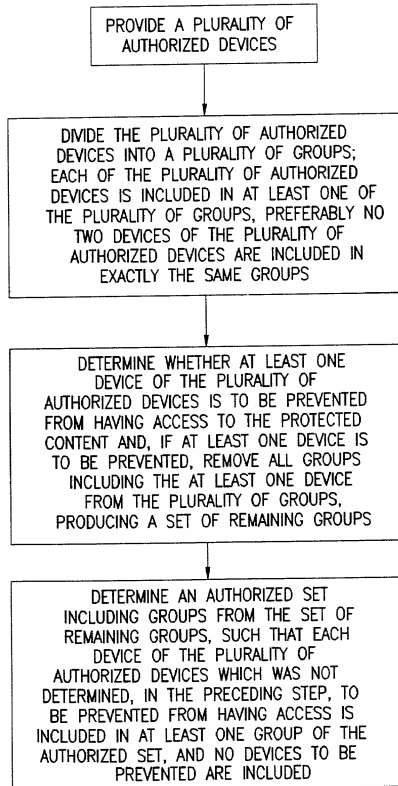 PROVIDE A PLURALITY OF
AUTHORIZED DEVICES
DIVIDE THE PLURALITY OF AUTHORIZED
DEVICES INTO A PLURALITY OF GROUPS;
EACH OF THE PLURALITY OF AUTHORIZED
DEVICES IS INCLUDED IN AT LEAST ONE OF
THE PLURALITY OF GROUPS, PREFERABLY NO
TWO DEVICES OF THE PLURALITY OF
AUTHORIZED DEVICES ARE INCLUDED IN
EXACTLY THE SAME GROUPS
DETERMINE WHETHER AT LEAST ONE
DEVICE OF THE PLURALITY OF
AUTHORIZED DEVICES IS TO BE PREVENTED
FROM HAVING ACCESS TO THE PROTECTED
CONTENT AND, IF AT LEAST ONE DEVICE IS
TO BE PREVENTED, REMOVE ALL GROUPS
INCLUDING THE AT LEAST ONE DEVICE
FROM THE PLURALITY OF GROUPS,
PRODUCING A SET OF REMAINING GROUPS
DETERMINE AN AUTHORIZED SET
INCLUDING GROUPS FROM THE SET OF
REMAINING GROUPS, SUCH THAT EACH
DEVICE OF THE PLURALITY OF
AUTHORIZED DEVICES WHICH WAS NOT
DETERMINED, IN THE PRECEDING STEP, TO
BE PREVENTED FROM HAVING ACCESS IS
INCLUDED IN AT LEAST ONE GROUP OF THE
AUTHORIZED SET, AND NO DEVICES TO BE
PREVENTED ARE INCLUDED